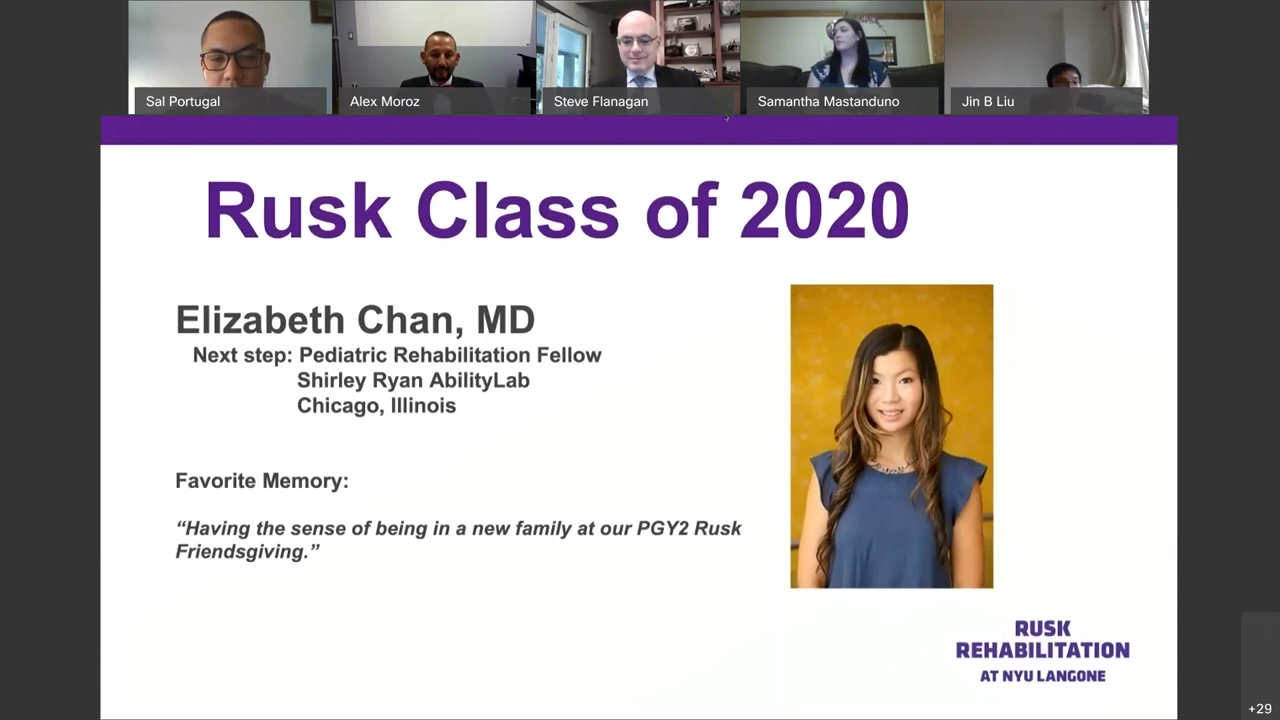 Sal Portugal
Alex Moroz
Steve Flanagan
Samantha Mastanduno
Jin B Liu
Rusk Class of 2020
Elizabeth Chan, MD
Next step: Pediatric Rehabilitation Fellow
Shirley Ryan AbilityLab
Chicago, Illinois
Favorite Memory:
“Having the sense of being in a new family at our PGY2 Rusk
Friendsgiving.”
RUSK
REHABILITATION
AT NYU LANGONE
+29